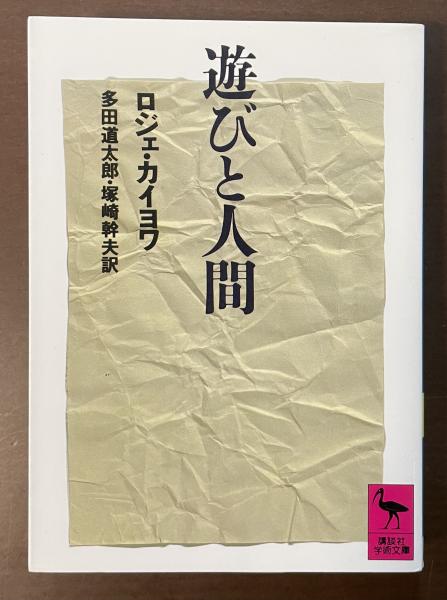 遊びと人間
ロジェ・カイヨワ
多田道太郎・塚崎幹夫訳
講談社
学術文庫